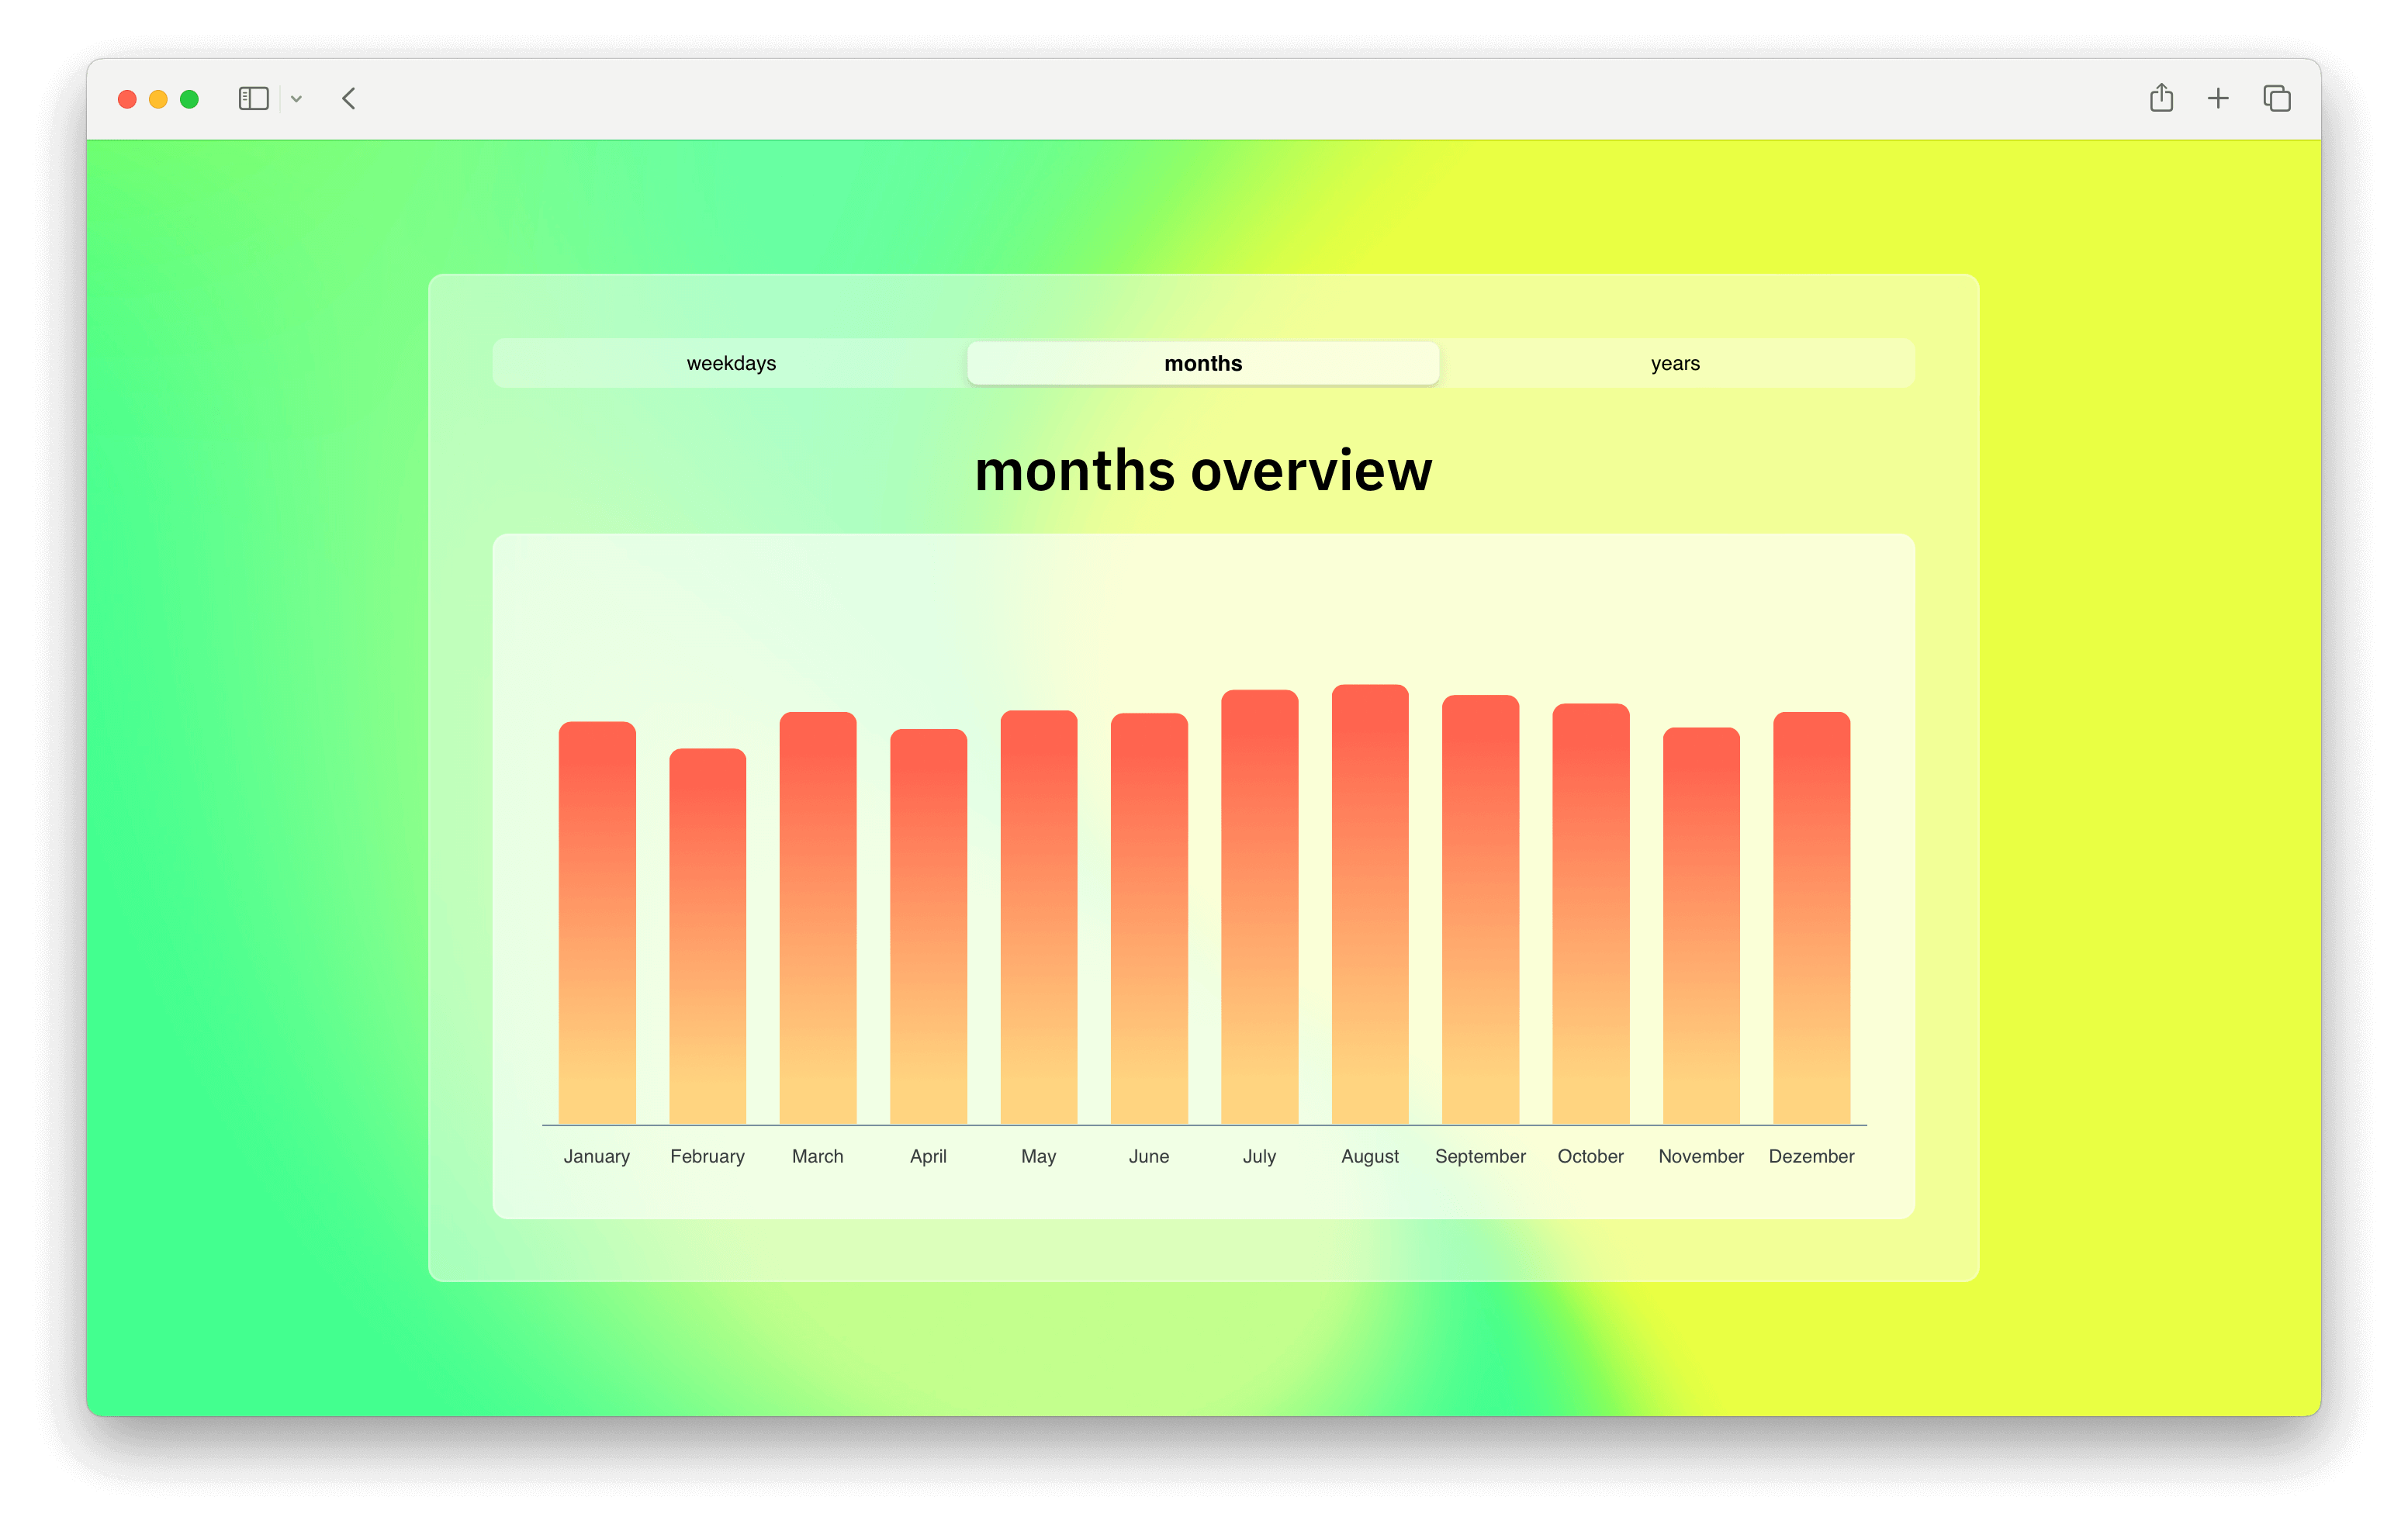 weekdays months years
months overview
January February March April May June July August September October November Dezember